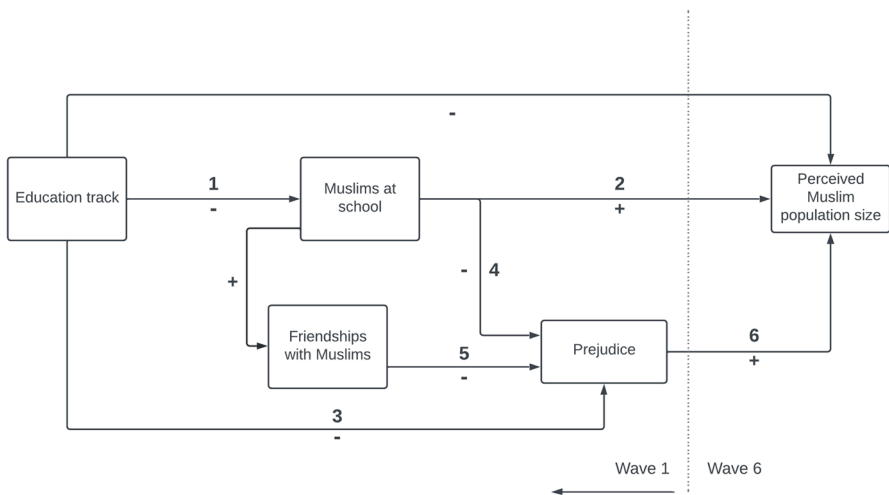 -
1
2
Education track
Muslims at
school
Perceived
Muslim
population size
-
+
+
-
4
Friendships
with Muslims
5
-
Prejudice
6
+
3
-
Wave 1
Wave 6